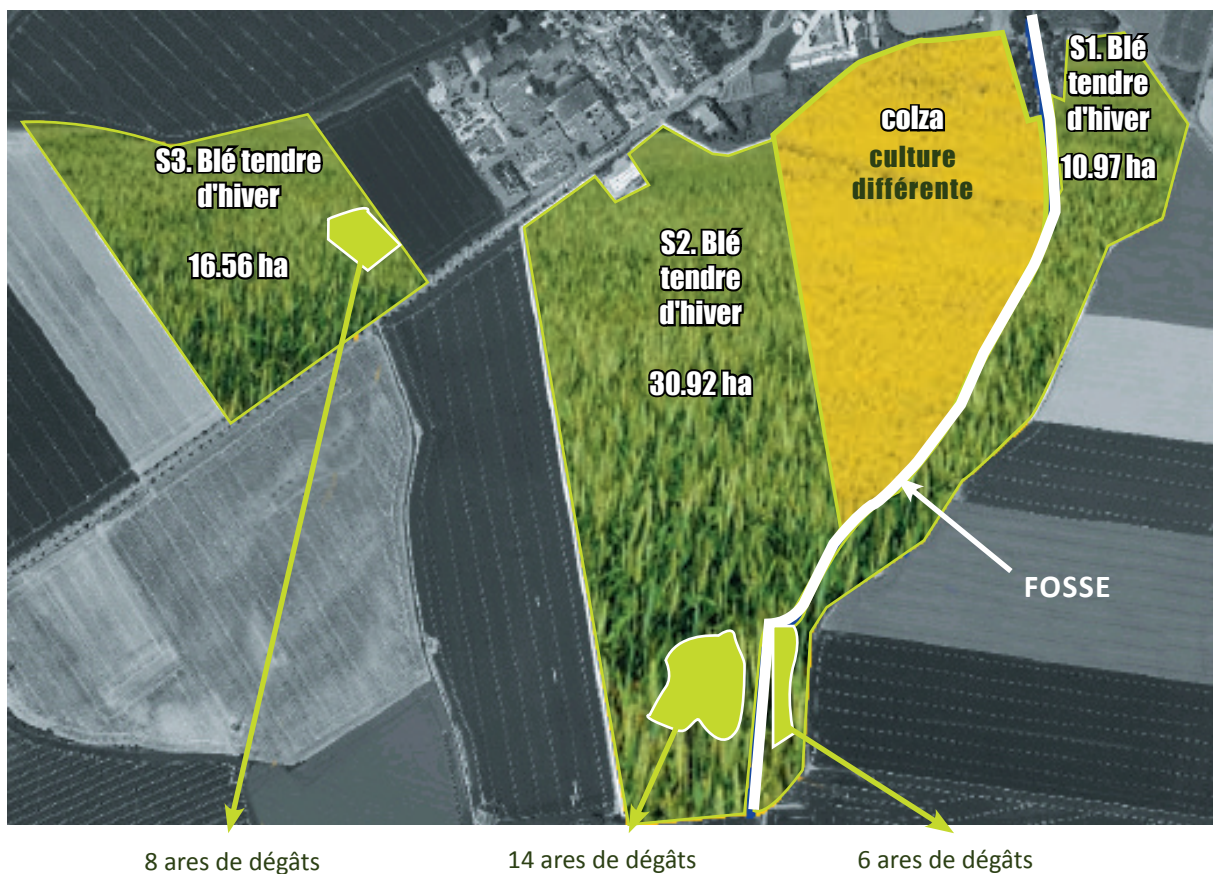 S1. Blé
tendre
d'hiver
10.97 ha
colza
culture
différente
S3. Blé tendre
d'hiver
16.56 ha
S2. Blé
tendre
d'hiver
30.92 ha
FOSSE
8 ares de dégâts
14 ares de dégâts
6 ares de dégâts